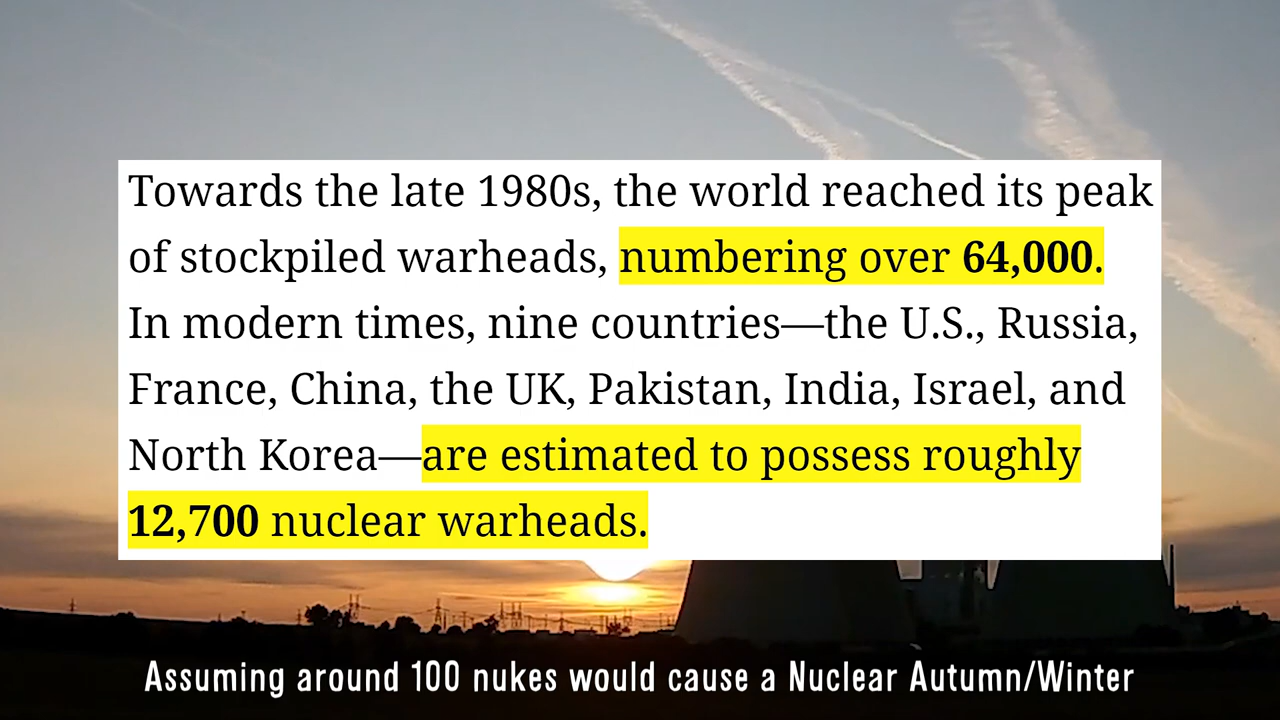 Towards the late 1980s, the world reached its peak
of stockpiled warheads, numbering over 64,000.
In modern times, nine countries—the U.S., Russia,
France, China, the UK, Pakistan, India, Israel, and
North Korea—are estimated to possess roughly
12,700 nuclear warheads.
Assuming around 100 nukes would cause a Nuclear Autumn/Winter